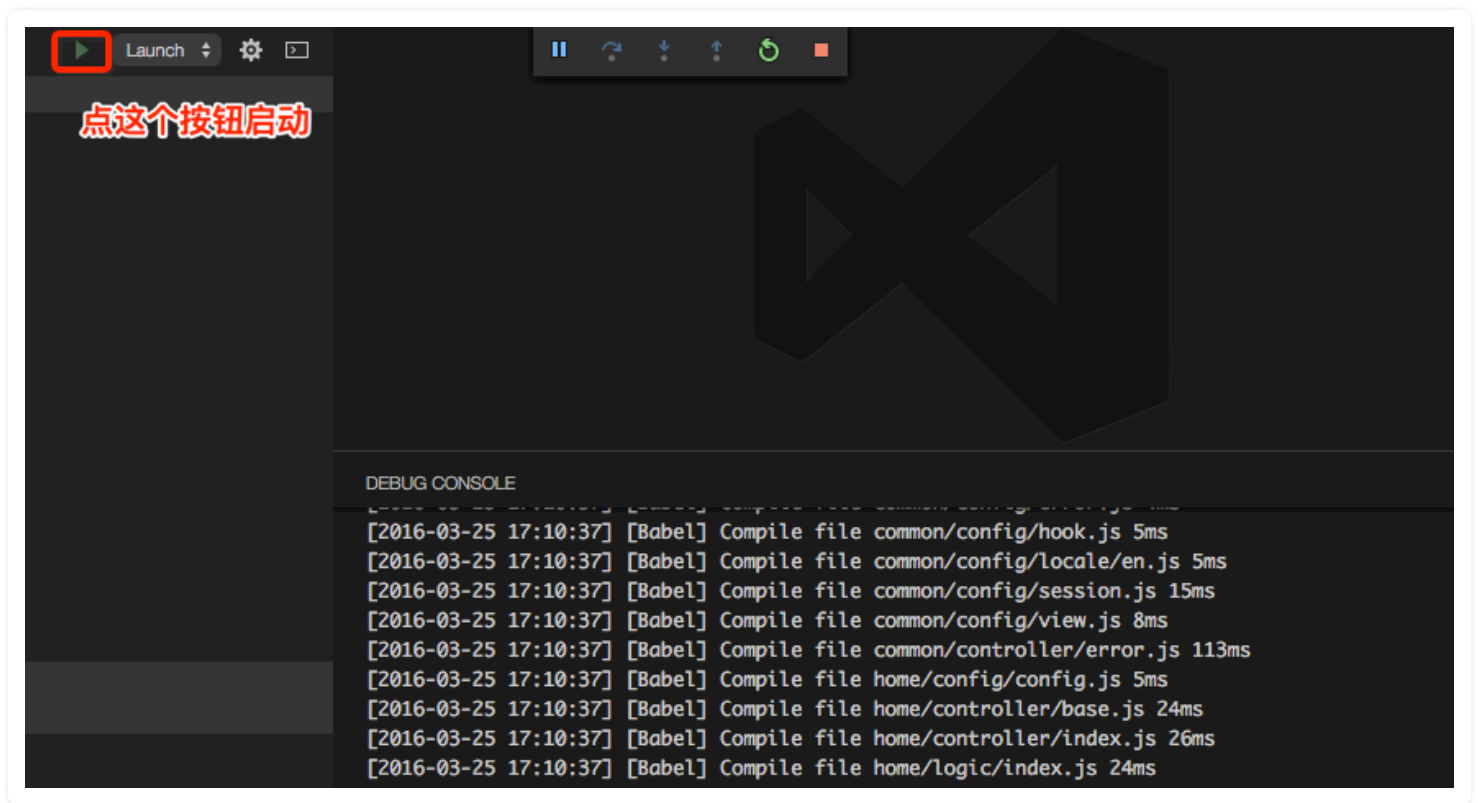 Launch
点这个按钮启动
DEBUG CONSOLE
[2016-03-25 17:10:37] [Babel] Compile file common/config/hook.js 5ms
[2016-03-25 17:10:37] [Babel] Compile file common/config/locale/en.js 5ms
[2016-03-25 17:10:37] [Babel] Compile file common/config/session.js 15ms
[2016-03-25 17:10:37] [Babel] Compile file common/config/view.js 8ms
[2016-03-25 17:10:37] [Babel] Compile file common/controller/error.js 113ms
[2016-03-25 17:10:37] [Babel] Compile file home/config/config.js 5ms
[2016-03-25 17:10:37] [Babel] Compile file home/controller/base.js 24ms
[2016-03-25 17:10:37] [Babel] Compile file home/controller/index.js 26ms
[2016-03-25 17:10:37] [Babel] Compile file home/logic/index.js 24ms